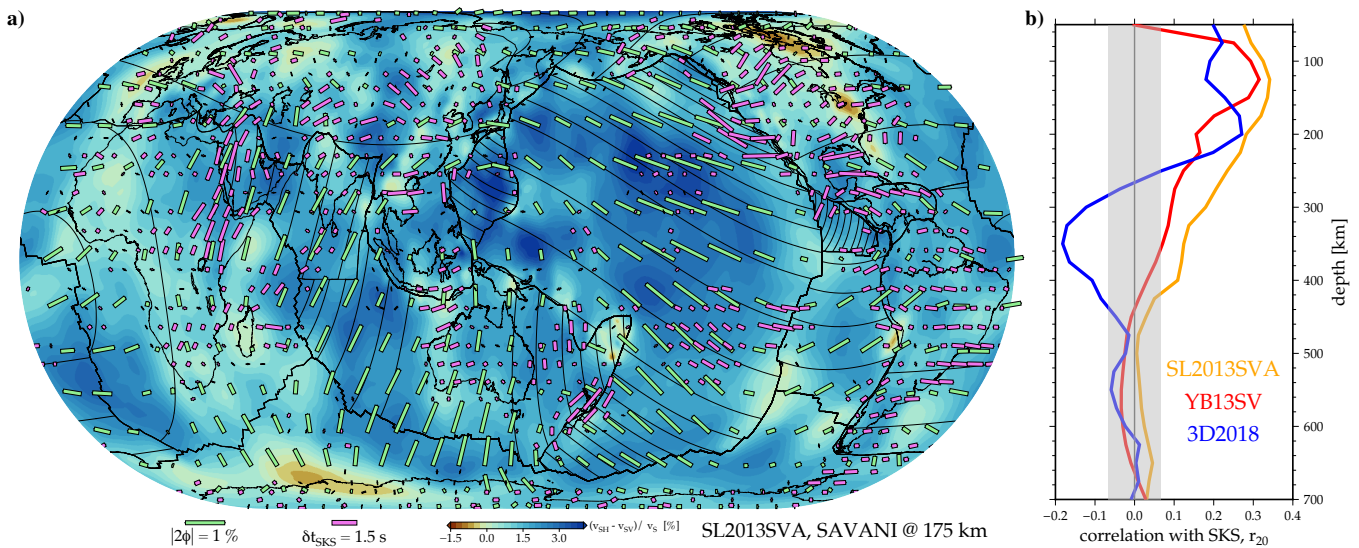 a)
|2ϕ| = 1 %
δt_SKS = 1.5 s
−1.5 0.0 3.0 4.0
(v_SH - v_SV) / v_S [%]
SL2013SVA, SAVANI @ 175 km
b)
100
200
300
400
500
600
700
depth [km]
SL2013SVA
YB13SV
3D2018
−0.2 −0.1 0.0 0.1 0.2 0.3 0.4
correlation with SKS, r_20